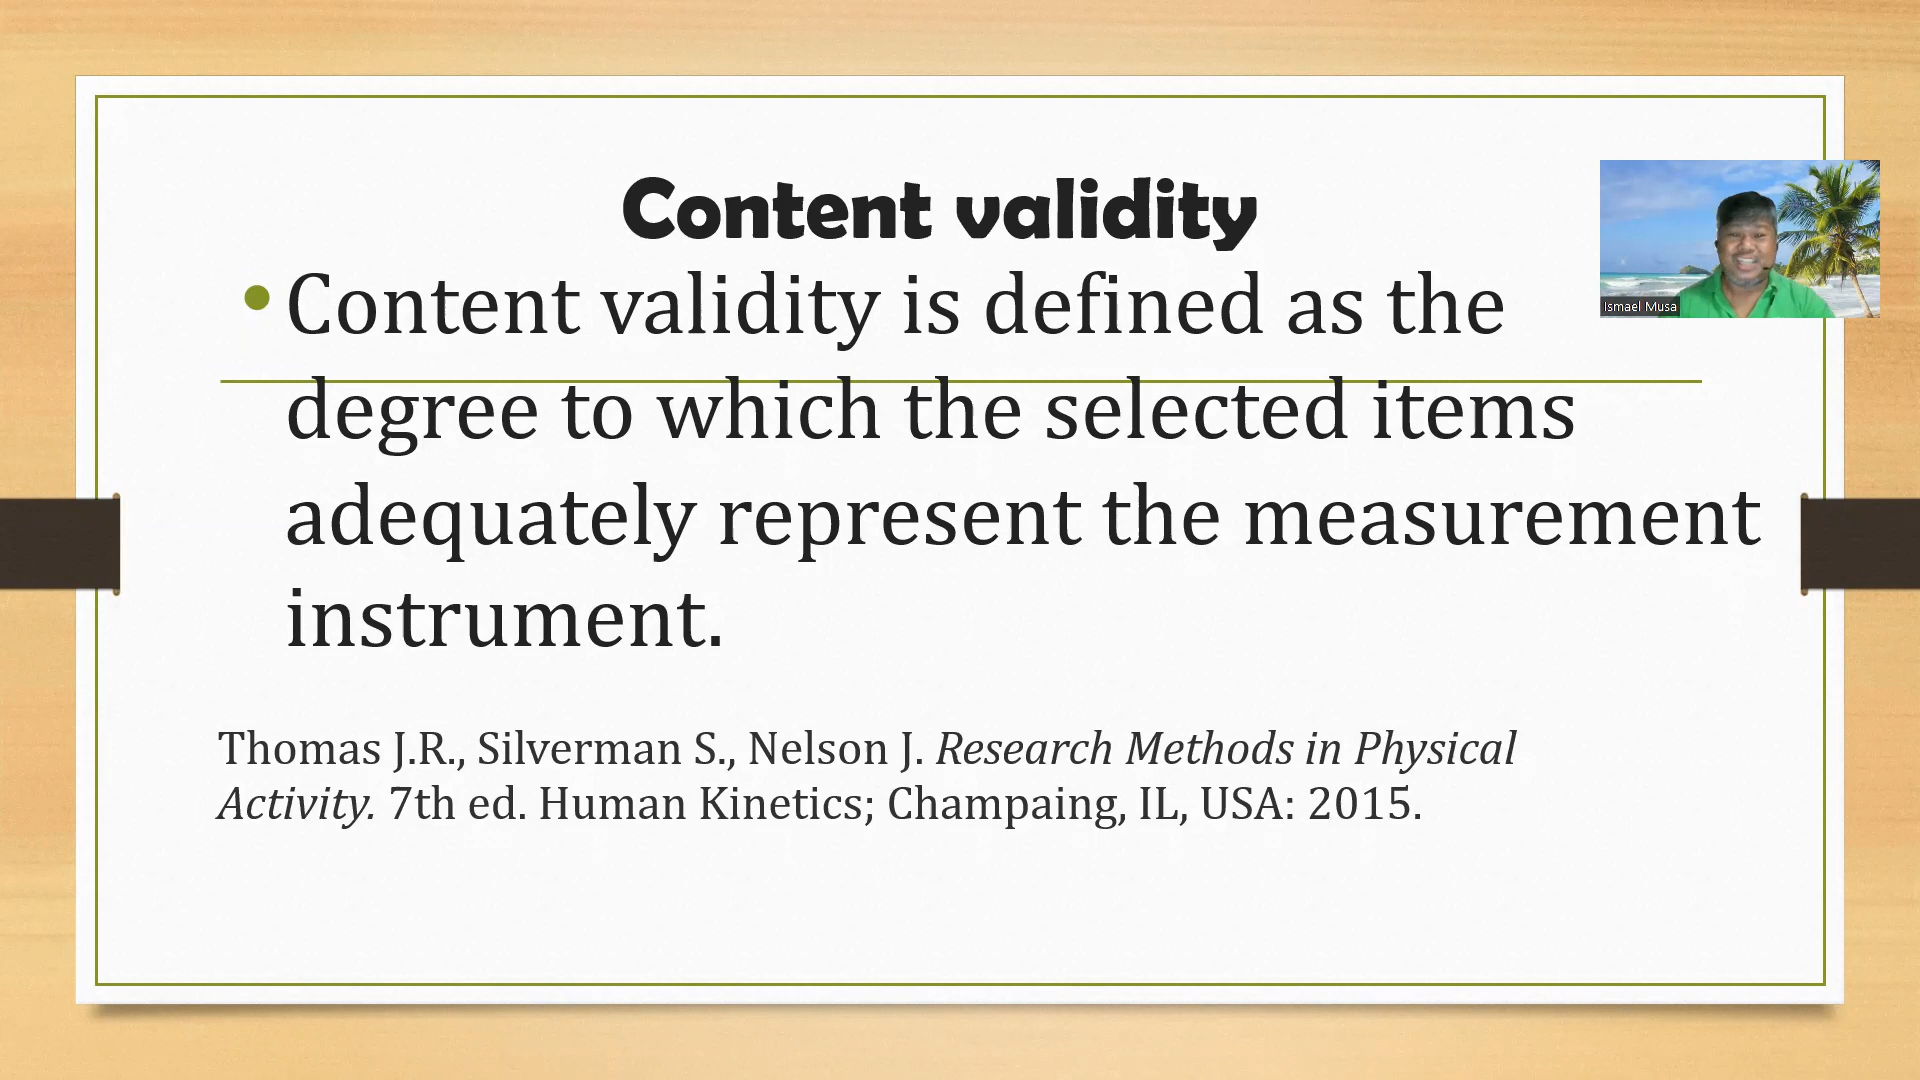 Content validity
• Content validity is defined as the
degree to which the selected items
adequately represent the measurement
instrument.
Thomas J.R., Silverman S., Nelson J. Research Methods in Physical
Activity. 7th ed. Human Kinetics; Champaing, IL, USA: 2015.
Ismael Musa